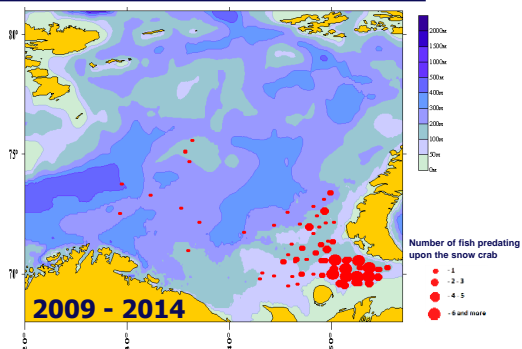 2000m
1500m
1000m
500m
400m
300m
200m
100m
50m
0m
75°
70°
Number of fish predating
upon the snow crab
- 1
- 2 - 3
- 4 - 5
- 6 and more
2009 - 2014